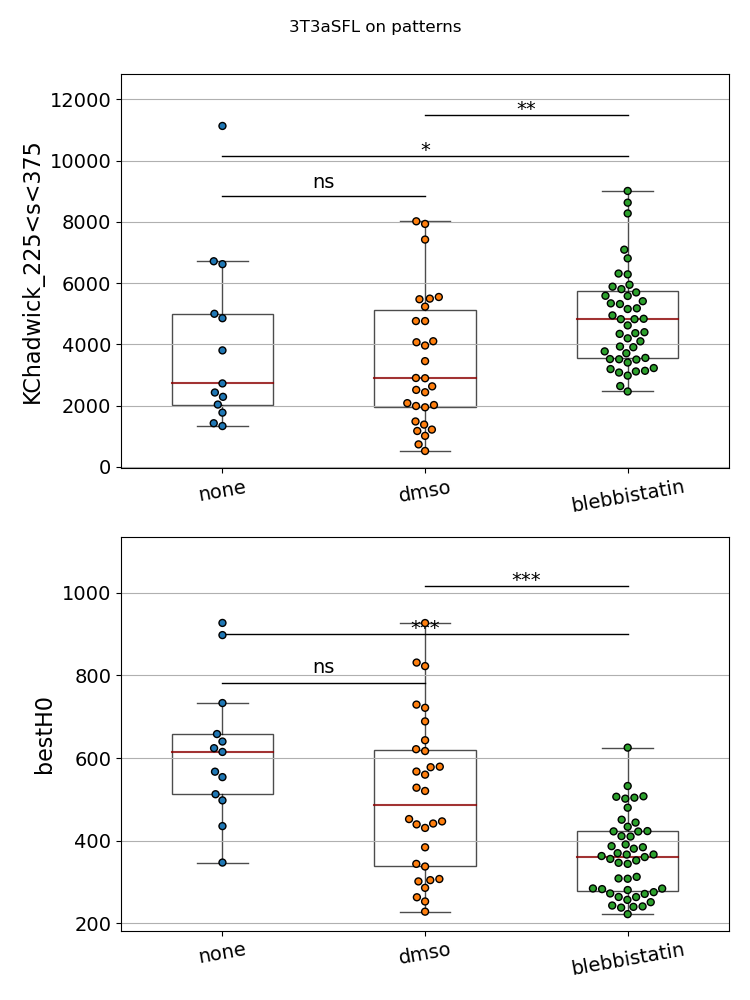 3T3aSFL on patterns
KChadwick_225<s<375
12000
10000
8000
6000
4000
2000
0
**
*
ns
none
dmso
blebbistatin
bestH0
1000
800
600
400
200
***
***
ns
none
dmso
blebbistatin